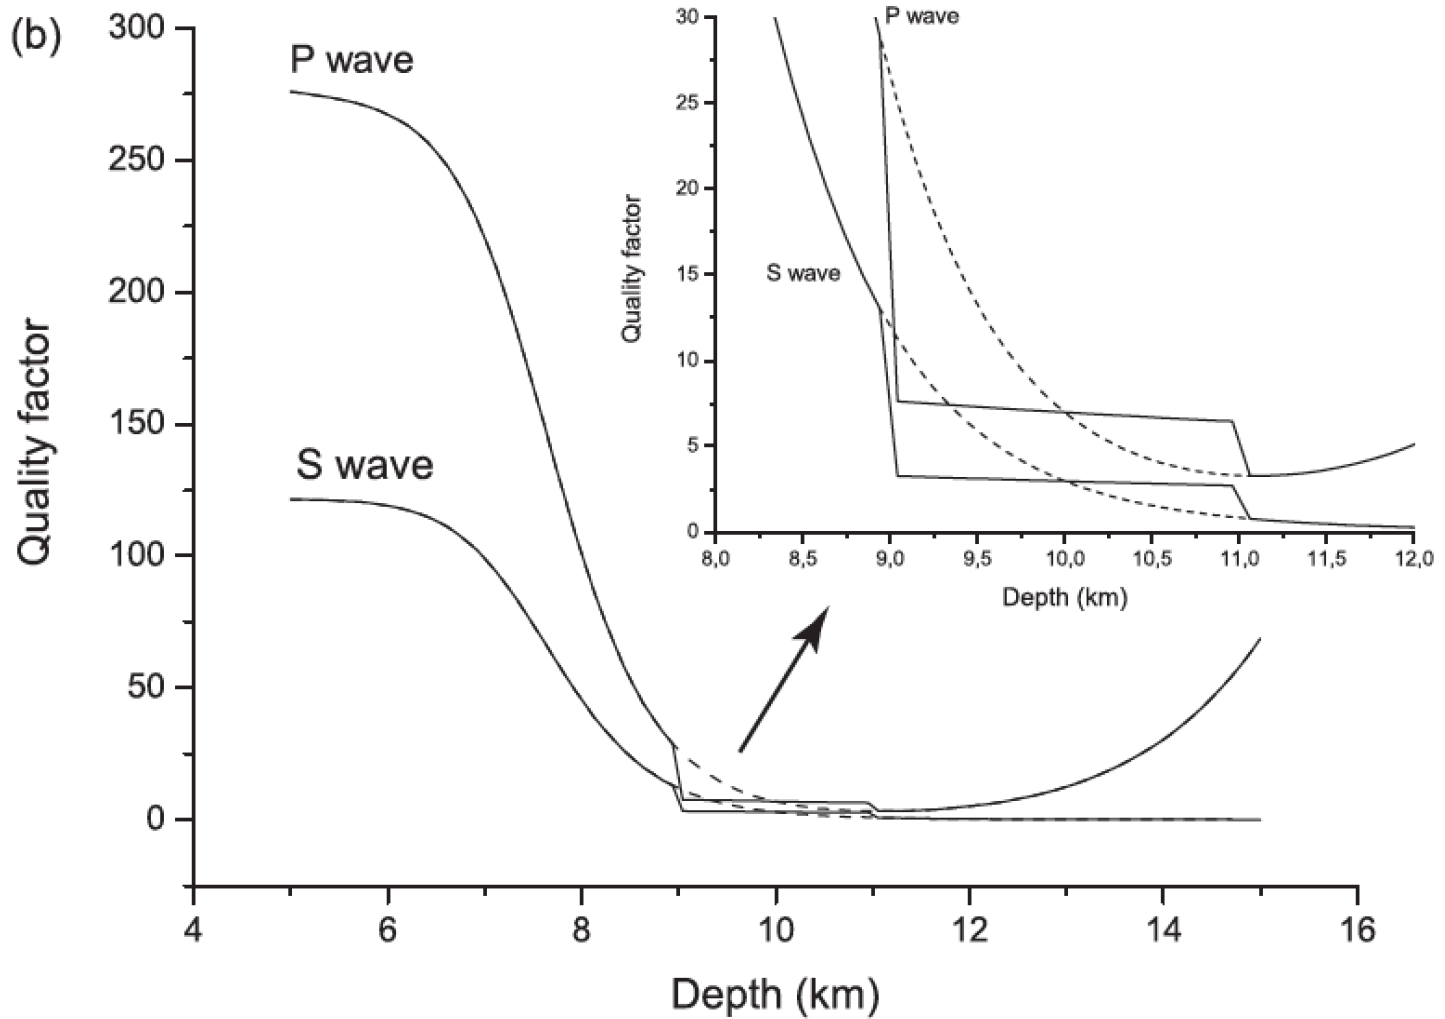 (b)
300
250
200
150
100
50
0
Quality factor
P wave
S wave
4 6 8 10 12 14 16
Depth (km)
30
25
20
15
10
5
0
Quality factor
P wave
S wave
8,0 8,5 9,0 9,5 10,0 10,5 11,0 11,5 12,0
Depth (km)